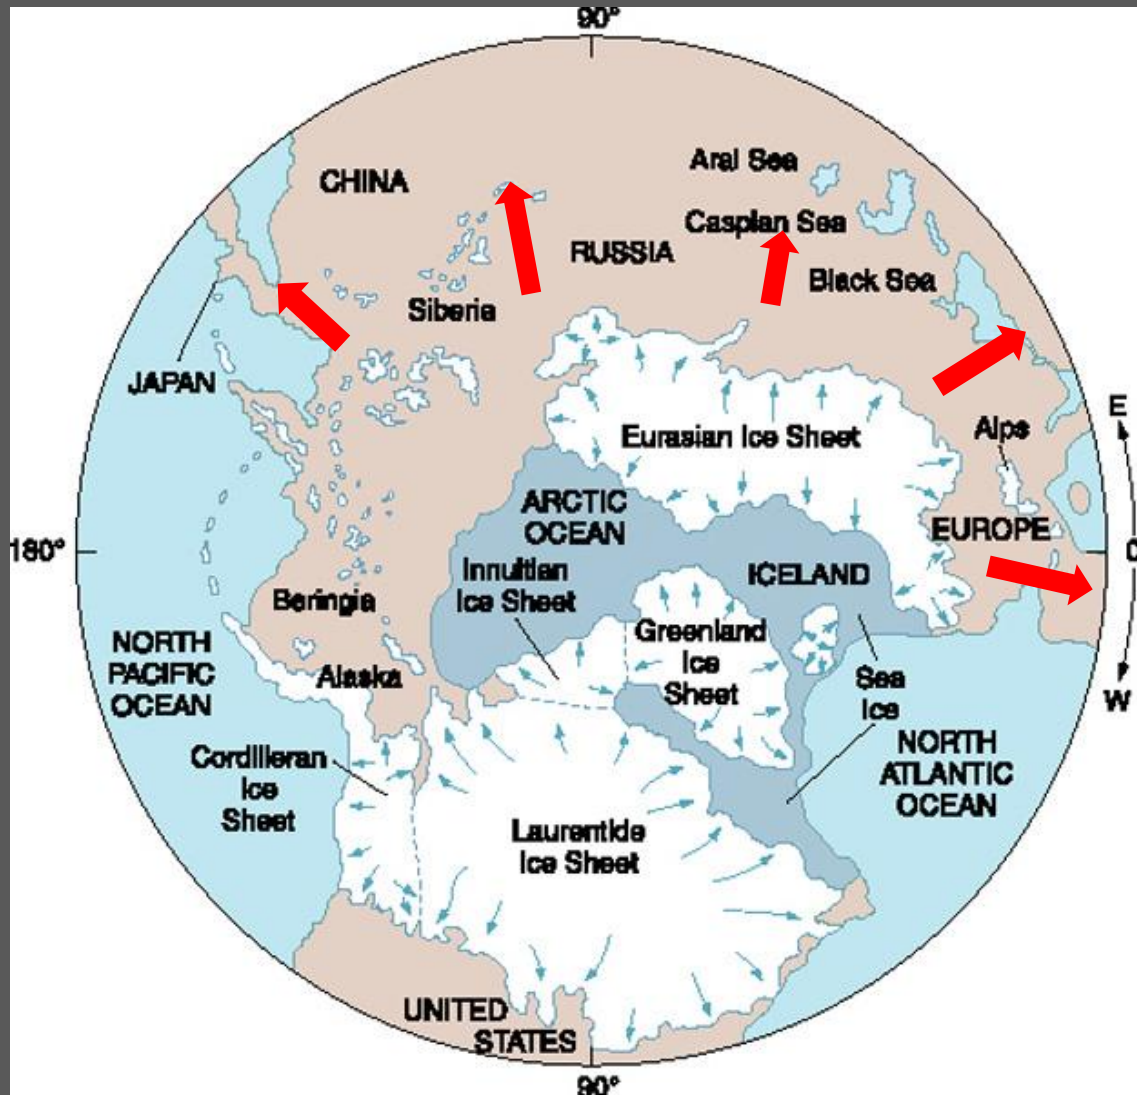 90°
Aral Sea
CHINA
Caspian Sea
RUSSIA
Black Sea
Siberia
JAPAN
E
Alps
Eurasian Ice Sheet
ARCTIC
OCEAN
EUROPE
180°
0
Innuitian
Ice Sheet
ICELAND
Beringia
Greenland
Ice
Sheet
NORTH
PACIFIC
OCEAN
Alaska
Sea
Ice
W
Cordilleran
Ice
Sheet
NORTH
ATLANTIC
OCEAN
Laurentide
Ice Sheet
UNITED
STATES
90°